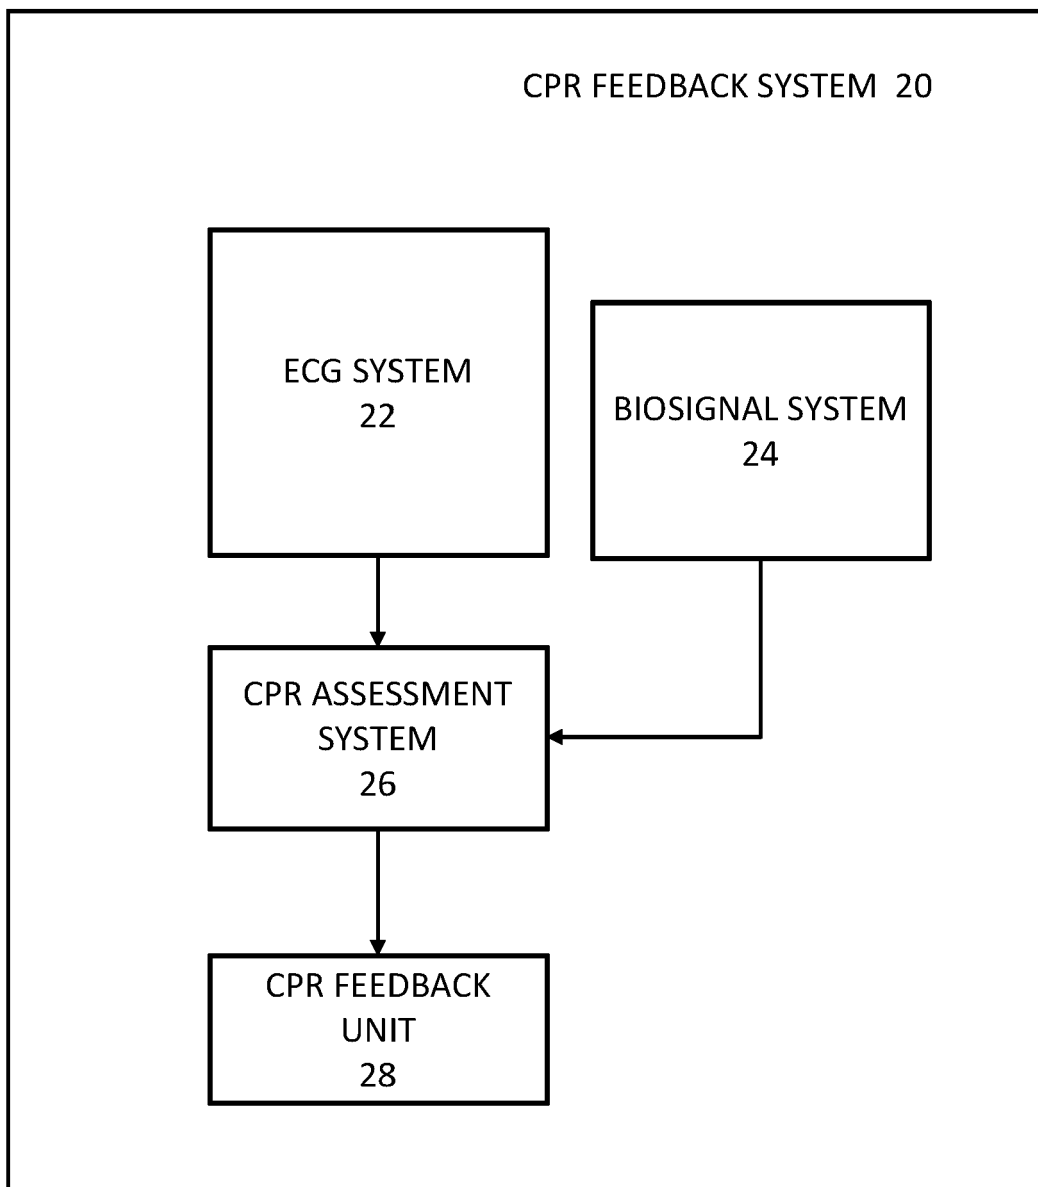 CPR FEEDBACK SYSTEM 20
ECG SYSTEM
22
BIOSIGNAL SYSTEM
24
CPR ASSESSMENT
SYSTEM
26
CPR FEEDBACK
UNIT
28